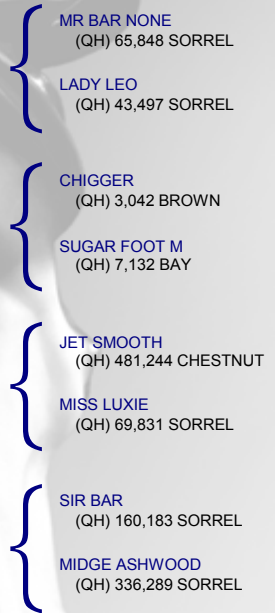 MR BAR NONE
(QH) 65,848 SORREL
LADY LEO
(QH) 43,497 SORREL
CHIGGER
(QH) 3,042 BROWN
SUGAR FOOT M
(QH) 7,132 BAY
JET SMOOTH
(QH) 481,244 CHESTNUT
MISS LUXIE
(QH) 69,831 SORREL
SIR BAR
(QH) 160,183 SORREL
MIDGE ASHWOOD
(QH) 336,289 SORREL